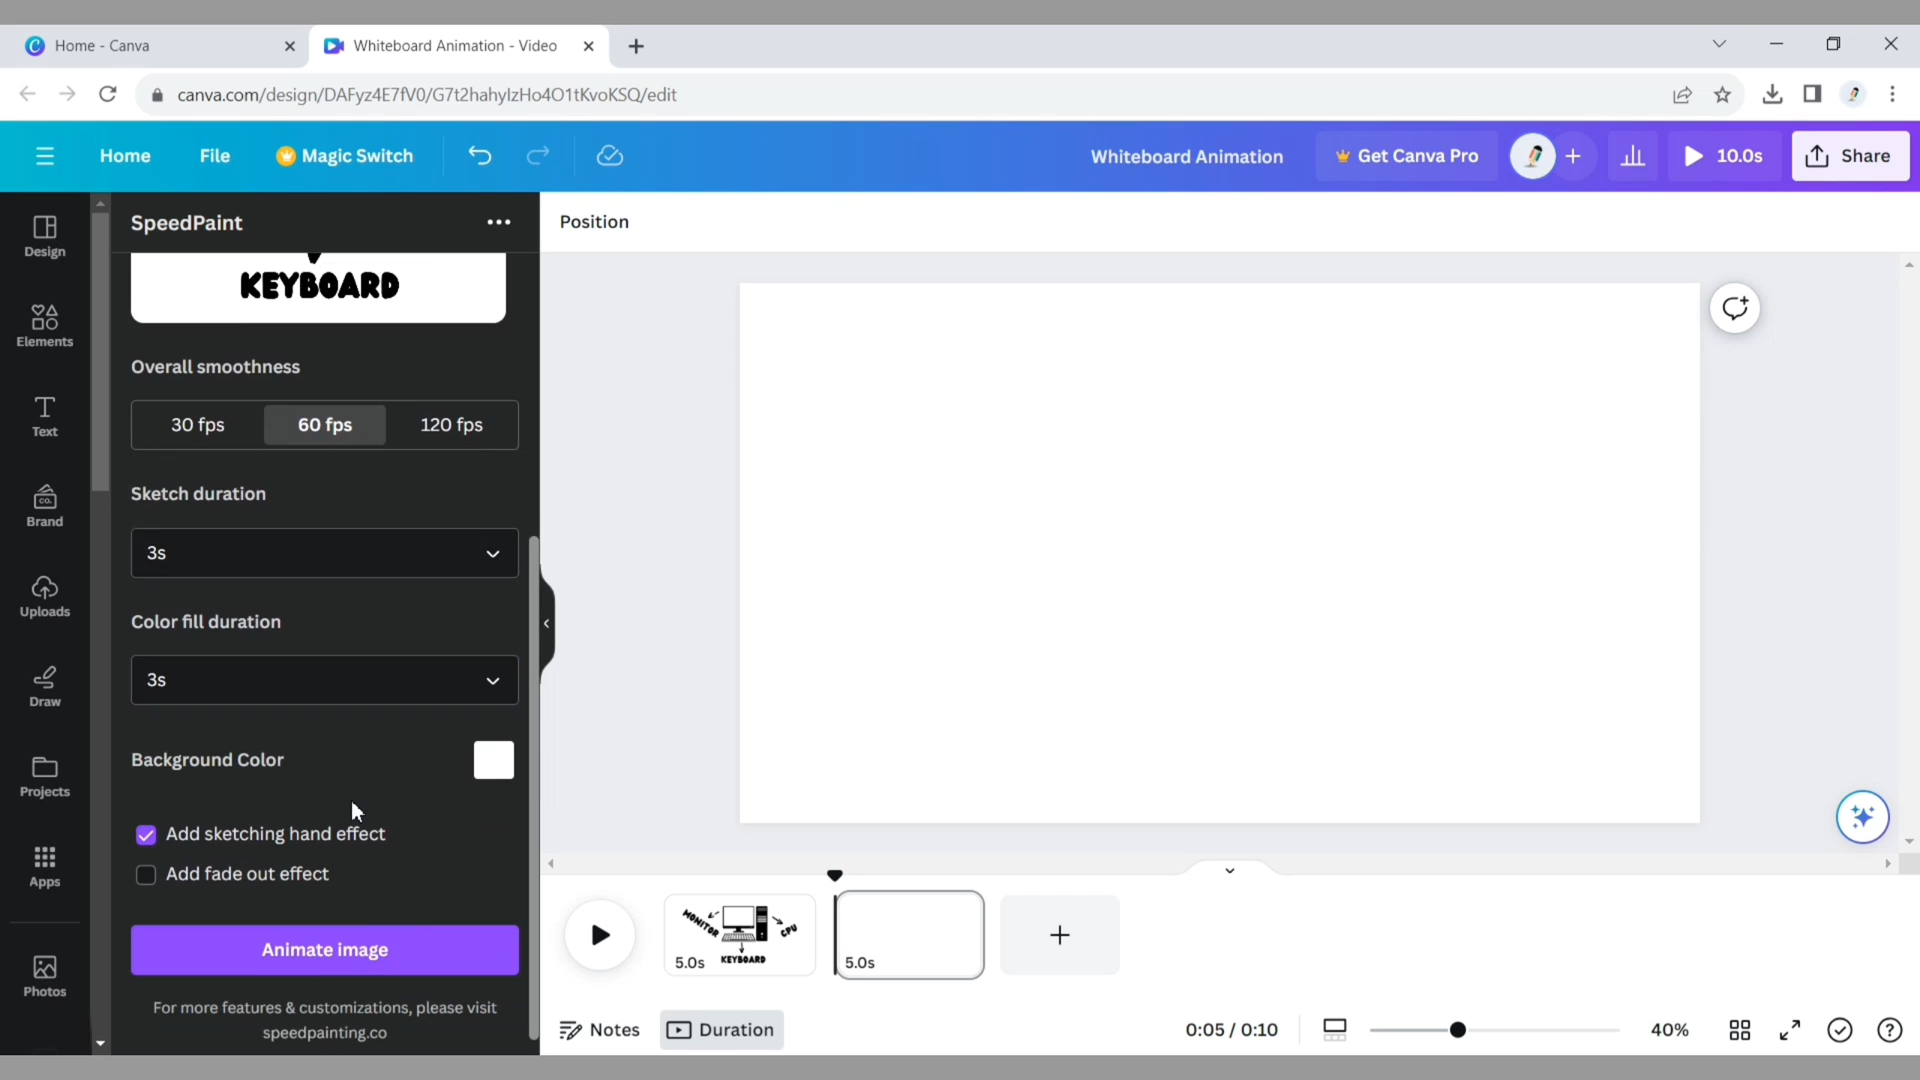 Home - Canva
Whiteboard Animation - Video
canva.com/design/DAFyz4E7fV0/G7t2hahyIzHo4O1tKvoKSQ/edit
Home
File
Magic Switch
Whiteboard Animation
Get Canva Pro
10.0s
Share
Design
Elements
Text
CO.
Brand
Uploads
Draw
Projects
Apps
Photos
SpeedPaint
KEYBOARD
Overall smoothness
30 fps 60 fps 120 fps
Sketch duration
3s
Color fill duration
3s
Background Color
Add sketching hand effect
Add fade out effect
Animate image
For more features & customizations, please visit
speedpainting.co
Position
MONITOR
CPU
KEYBOARD
5.0s
5.0s
Notes
Duration
0:05 / 0:10
40%